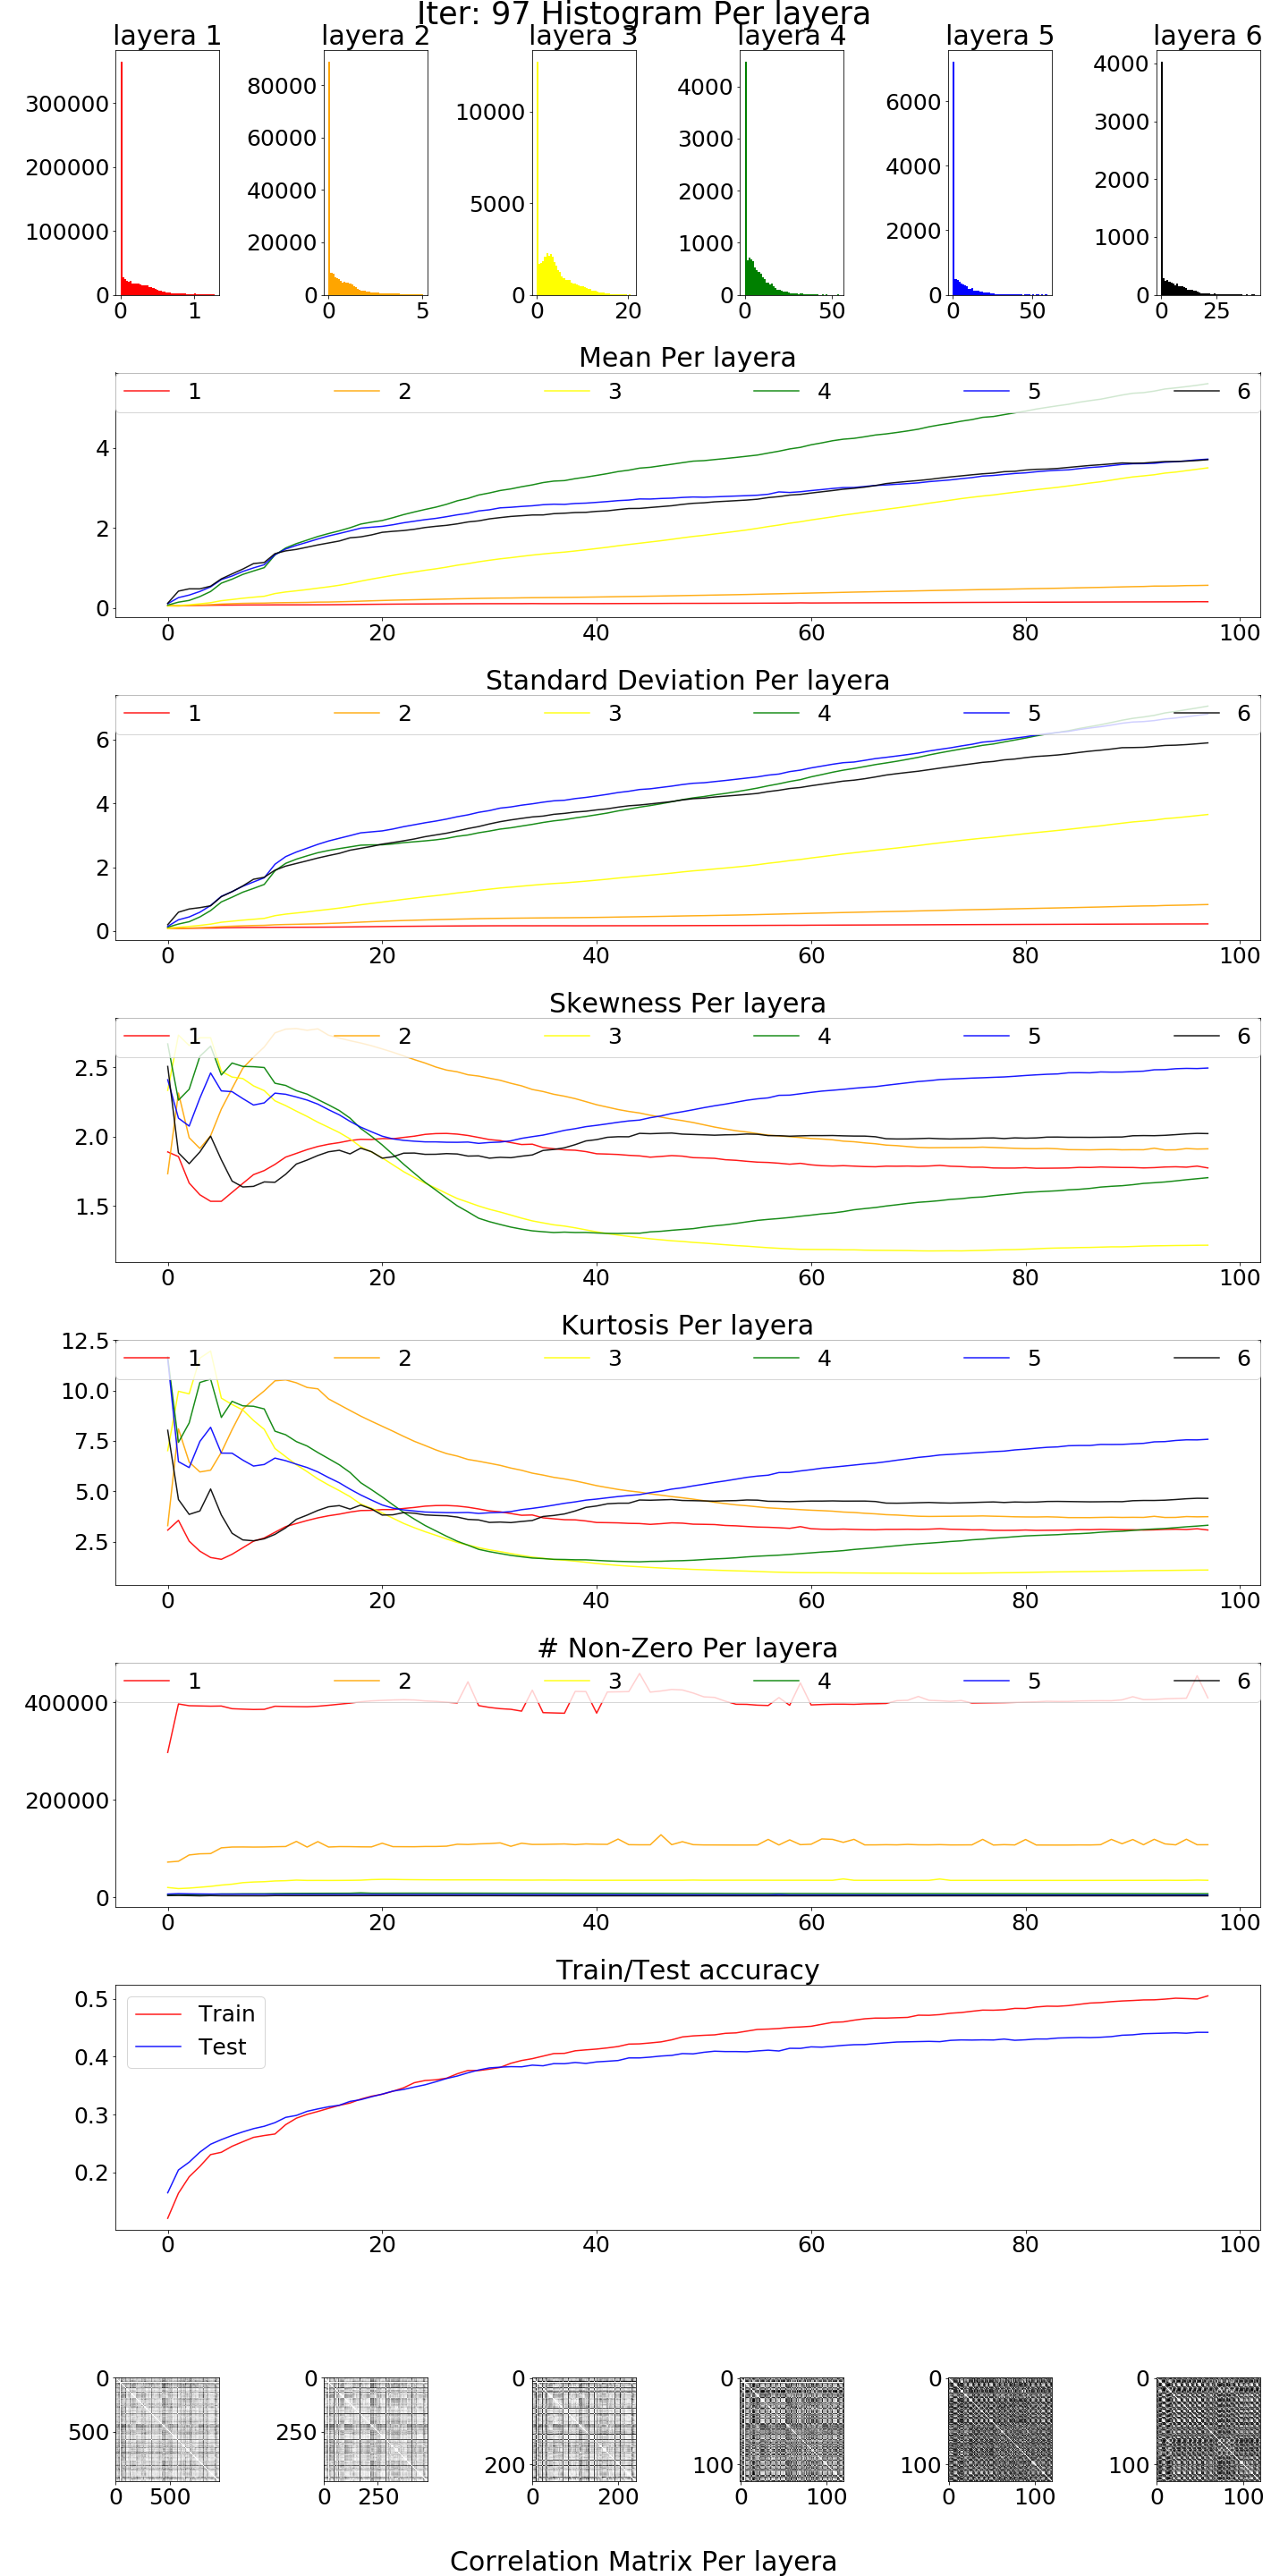 Iter: 97 Histogram Per layera
layera 1 layera 2 layera 3 layera 4 layera 5 layera 6
300000 200000 100000 0
0 1
80000 60000 40000 20000 0
0 5
10000 5000 0
0 20
4000 3000 2000 1000 0
0 50
6000 4000 2000 0
0 50
4000 3000 2000 1000 0
0 25
Mean Per layera
1 2 3 4 5 6
4
2
0
0 20 40 60 80 100
Standard Deviation Per layera
1 2 3 4 5 6
6
4
2
0
0 20 40 60 80 100
Skewness Per layera
1 2 3 4 5 6
2.5
2.0
1.5
0 20 40 60 80 100
Kurtosis Per layera
12.5
1 2 3 4 5 6
10.0
7.5
5.0
2.5
0 20 40 60 80 100
# Non-Zero Per layera
1 2 3 4 5 6
400000
200000
0
0 20 40 60 80 100
Train/Test accuracy
0.5
Train
Test
0.4
0.3
0.2
0 20 40 60 80 100
0 500
0 500
0 250
0 250
0 200
0 200
0 100
0 100
0 100
0 100
0 100
0 100
Correlation Matrix Per layera